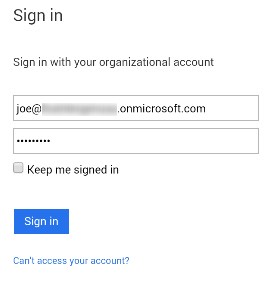 Sign in
Sign in with your organizational account
joe@ .onmicrosoft.com
•••••••••
Keep me signed in
Sign in
Can't access your account?